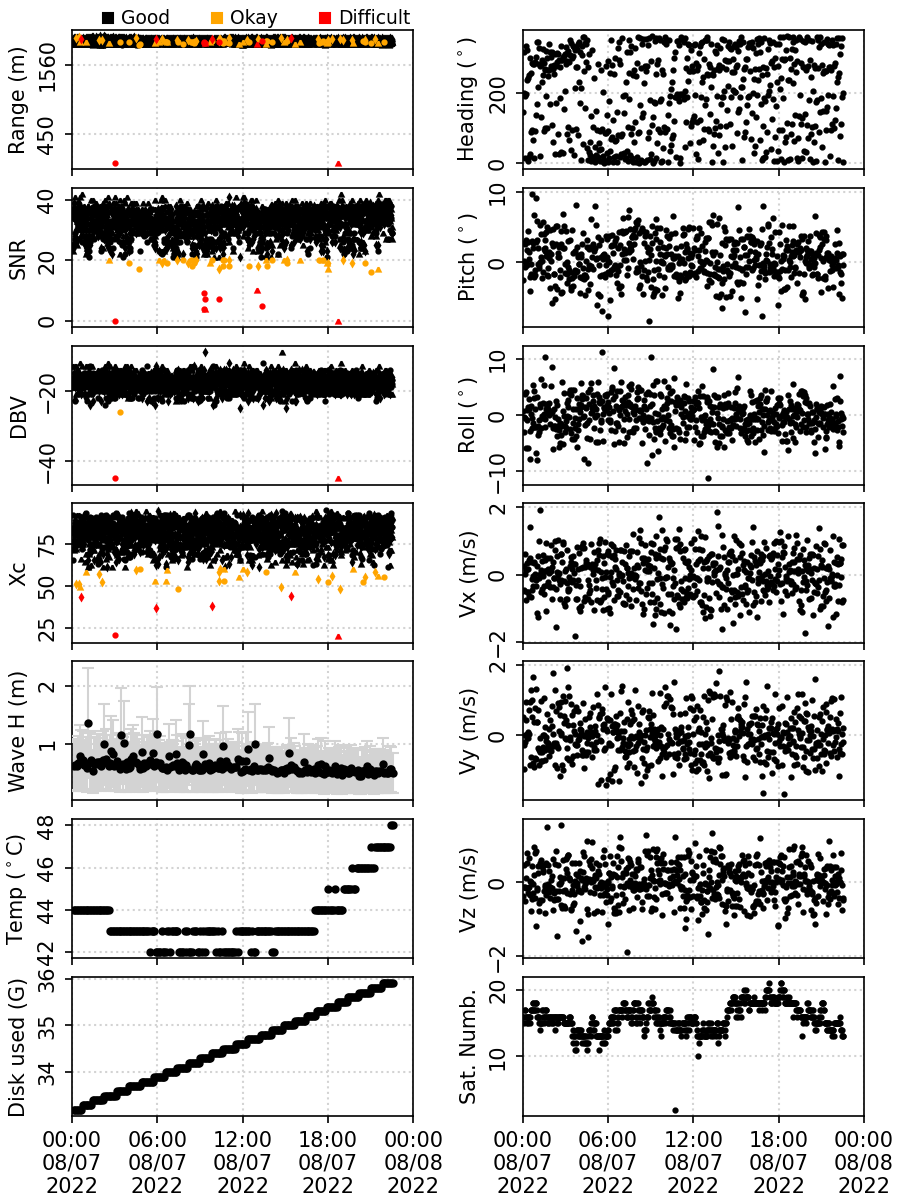 Good Okay Difficult
Range (m)
1560
450
Heading (°)
200
0
SNR
40
20
0
Pitch (°)
10
0
DBV
−20
−40
Roll (°)
10
0
−10
Xc
75
50
25
Vx (m/s)
2
0
−2
Wave H (m)
2
1
Vy (m/s)
2
0
Temp (°C)
48
46
44
42
Vz (m/s)
0
−2
Disk used (G)
36
35
34
Sat. Numb.
20
10
00:00 06:00 12:00 18:00 00:00
08/07 08/07 08/07 08/07 08/08
2022 2022 2022 2022 2022
00:00 06:00 12:00 18:00 00:00
08/07 08/07 08/07 08/07 08/08
2022 2022 2022 2022 2022